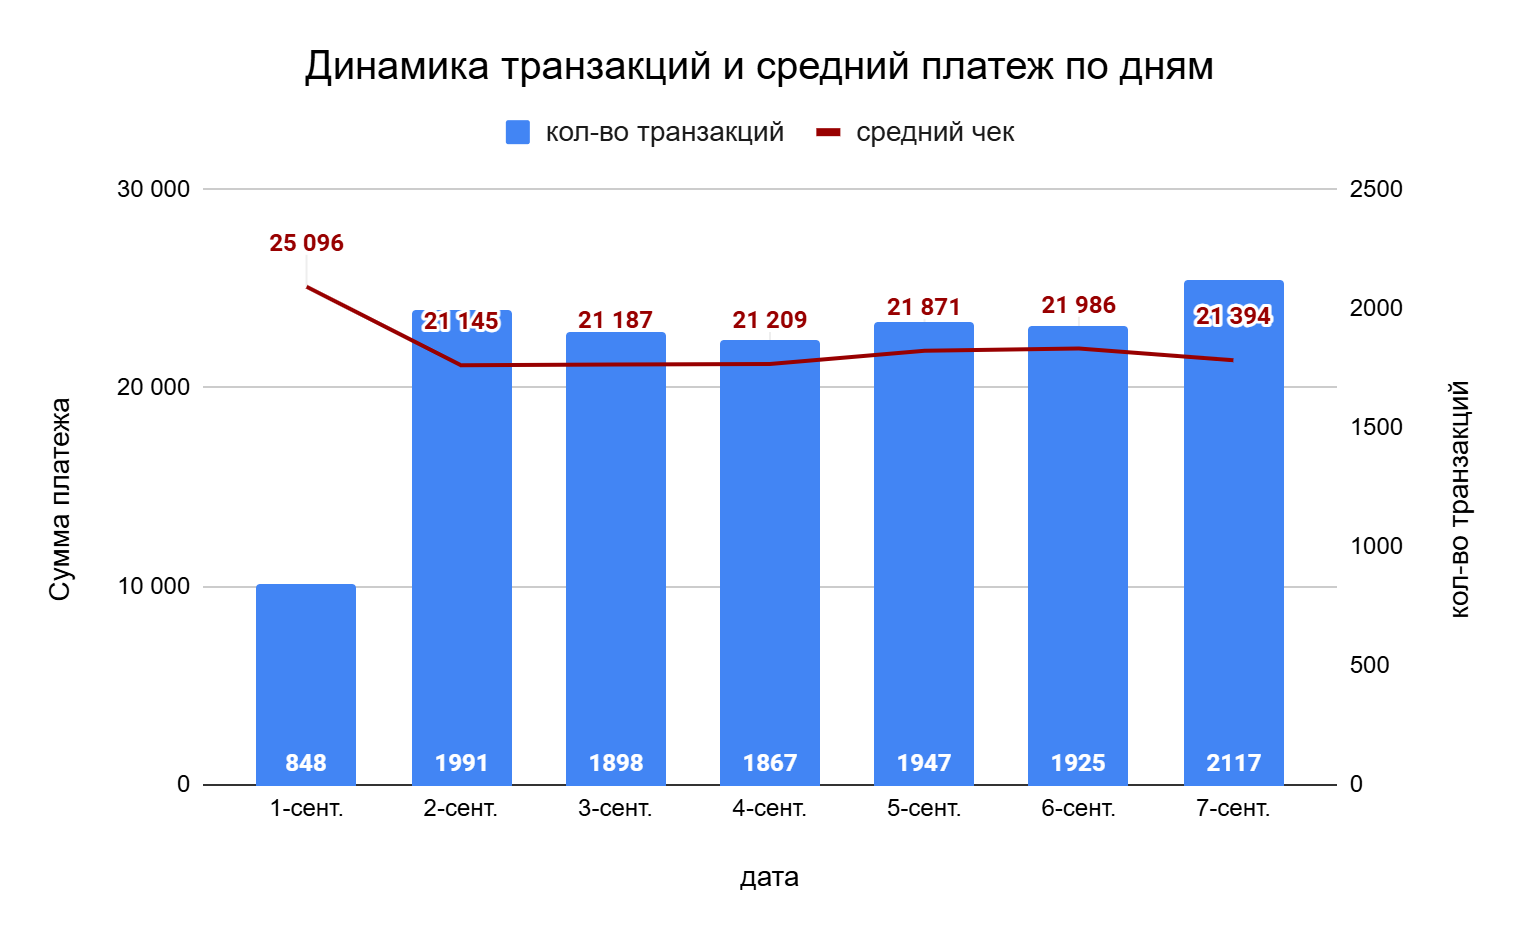 Динамика транзакций и средний платеж по дням
кол-во транзакций средний чек
30 000
20 000
10 000
0
Сумма платежа
2500
2000
1500
1000
500
0
кол-во транзакций
25 096
21 145
21 187
21 209
21 871
21 986
21 394
848 1991 1898 1867 1947 1925 2117
1-сент. 2-сент. 3-сент. 4-сент. 5-сент. 6-сент. 7-сент.
дата